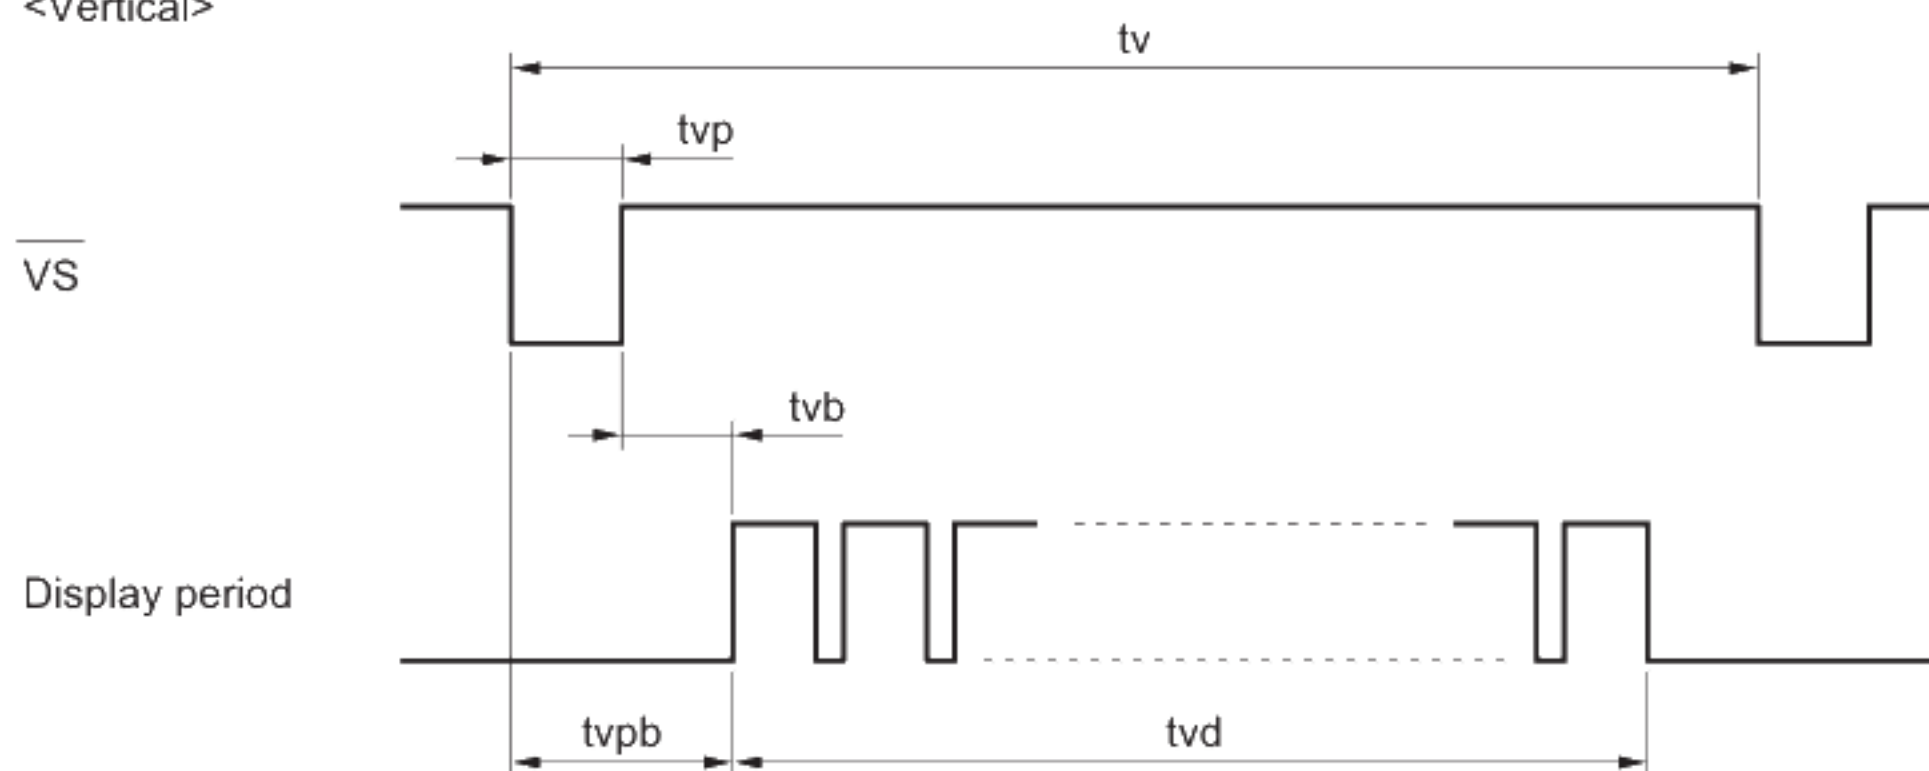 <Vertical>
tv
tvp
VS
tvb
Display period
tvpb
tvd